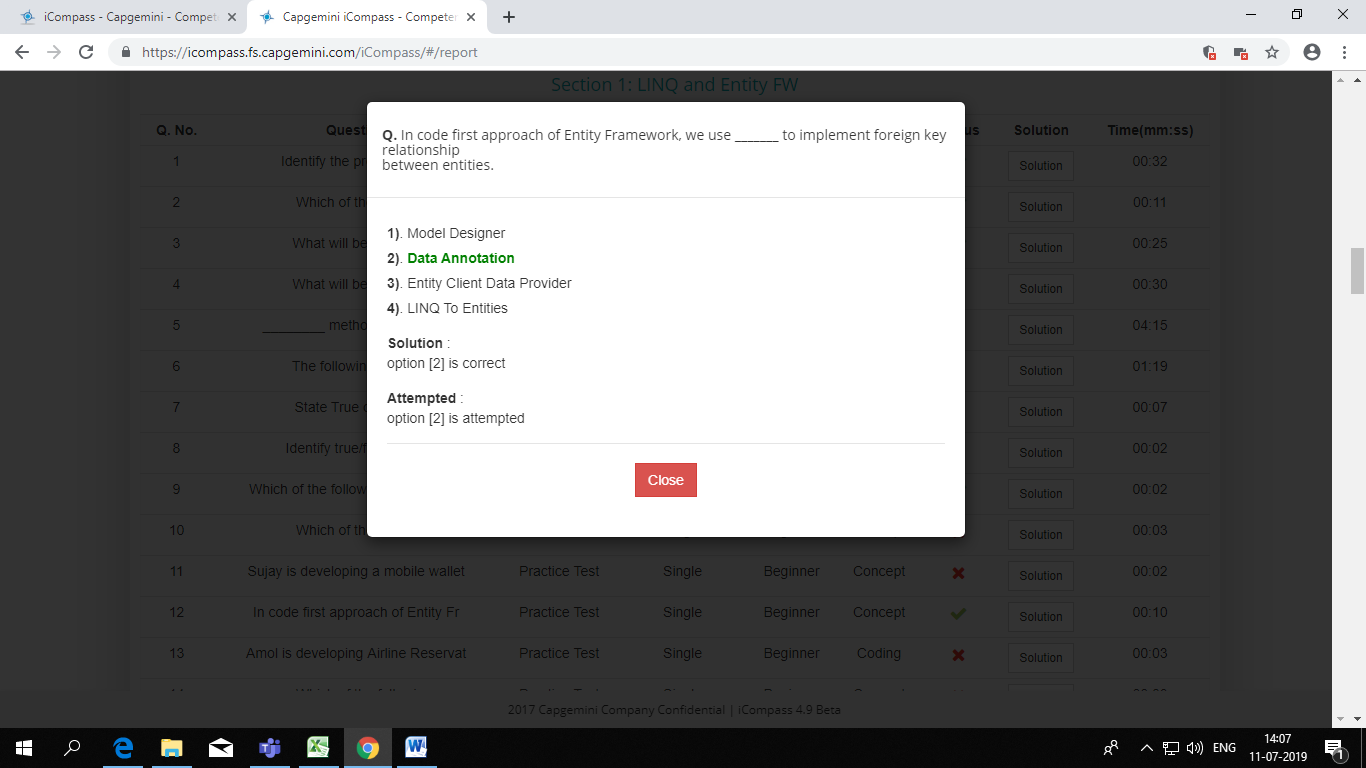 iCompass - Capgemini - Compet
Capgemini iCompass - Competen
https://icompass.fs.capgemini.com/iCompass/#/report
Section 1: LINQ and Entity FW
Q. No. Quest us Solution Time(mm:ss)
Q. In code first approach of Entity Framework, we use _______ to implement foreign key
relationship
between entities.
1). Model Designer
2). Data Annotation
3). Entity Client Data Provider
4). LINQ To Entities
Solution :
option [2] is correct
Attempted :
option [2] is attempted
Close
1 Identify the pr Solution 00:32
2 Which of th Solution 00:11
3 What will be Solution 00:25
4 What will be Solution 00:30
5 _________ metho Solution 04:15
6 The followin Solution 01:19
7 State True Solution 00:07
8 Identify true/f Solution 00:02
9 Which of the follow Solution 00:02
10 Which of th Solution 00:03
11 Sujay is developing a mobile wallet Practice Test Single Beginner Concept Solution 00:02
12 In code first approach of Entity Fr Practice Test Single Beginner Concept Solution 00:10
13 Amol is developing Airline Reservat Practice Test Single Beginner Coding Solution 00:03
2017 Capgemini Company Confidential | iCompass 4.9 Beta
ENG
14:07
11-07-2019
1